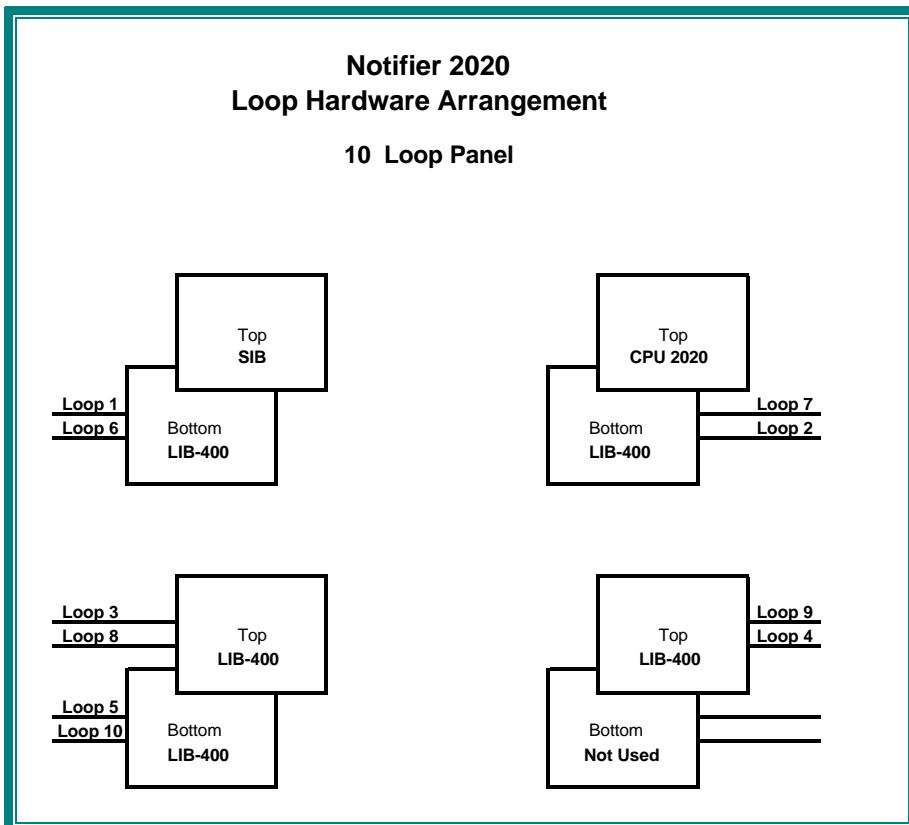 Notifier 2020
Loop Hardware Arrangement
10 Loop Panel
Top
SIB
Loop 1
Loop 6
Bottom
LIB-400
Top
CPU 2020
Loop 7
Loop 2
Bottom
LIB-400
Loop 3
Loop 8
Top
LIB-400
Loop 5
Loop 10
Bottom
LIB-400
Top
LIB-400
Loop 9
Loop 4
Bottom
Not Used